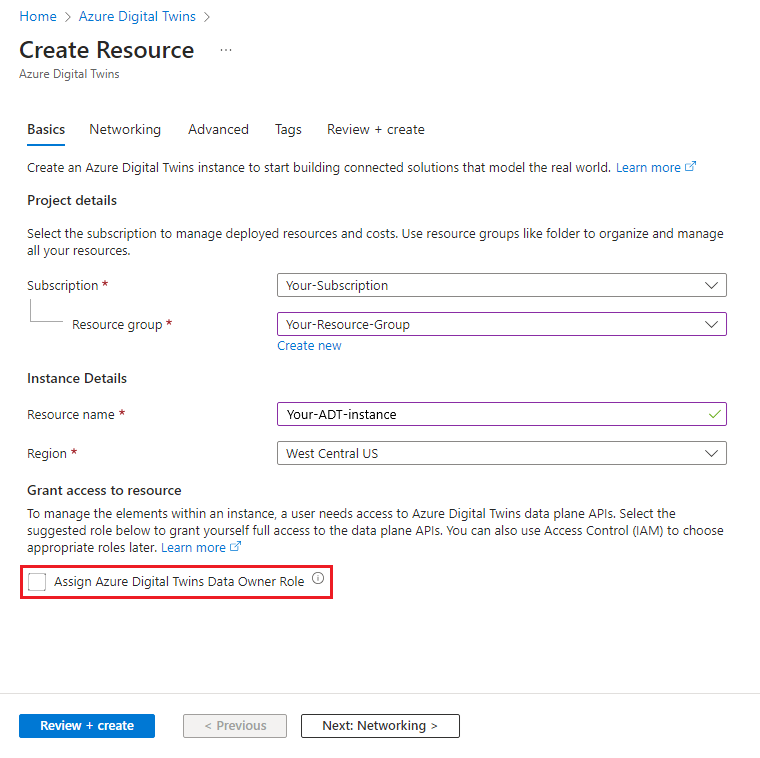 Home > Azure Digital Twins >
Create Resource ...
Azure Digital Twins
Basics Networking Advanced Tags Review + create
Create an Azure Digital Twins instance to start building connected solutions that model the real world. Learn more
Project details
Select the subscription to manage deployed resources and costs. Use resource groups like folder to organize and manage
all your resources.
Subscription * Your-Subscription
Resource group * Your-Resource-Group
Create new
Instance Details
Resource name * Your-ADT-instance
Region * West Central US
Grant access to resource
To manage the elements within an instance, a user needs access to Azure Digital Twins data plane APIs. Select the
suggested role below to grant yourself full access to the data plane APIs. You can also use Access Control (IAM) to choose
appropriate roles later. Learn more
Assign Azure Digital Twins Data Owner Role
Review + create < Previous Next: Networking >